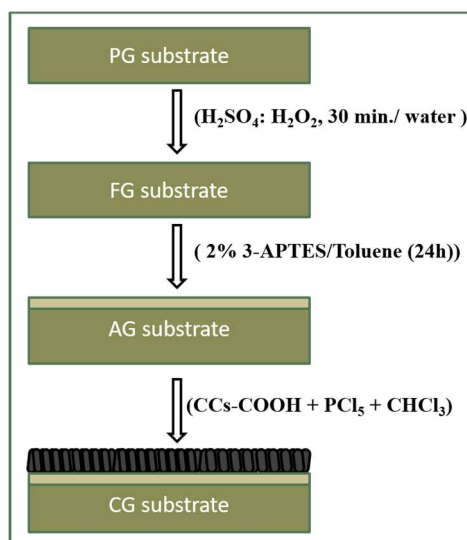 PG substrate
(H₂SO₄: H₂O₂, 30 min./ water )
FG substrate
( 2% 3-APTES/Toluene (24h))
AG substrate
(CCs-COOH + PCl₅ + CHCl₃)
CG substrate